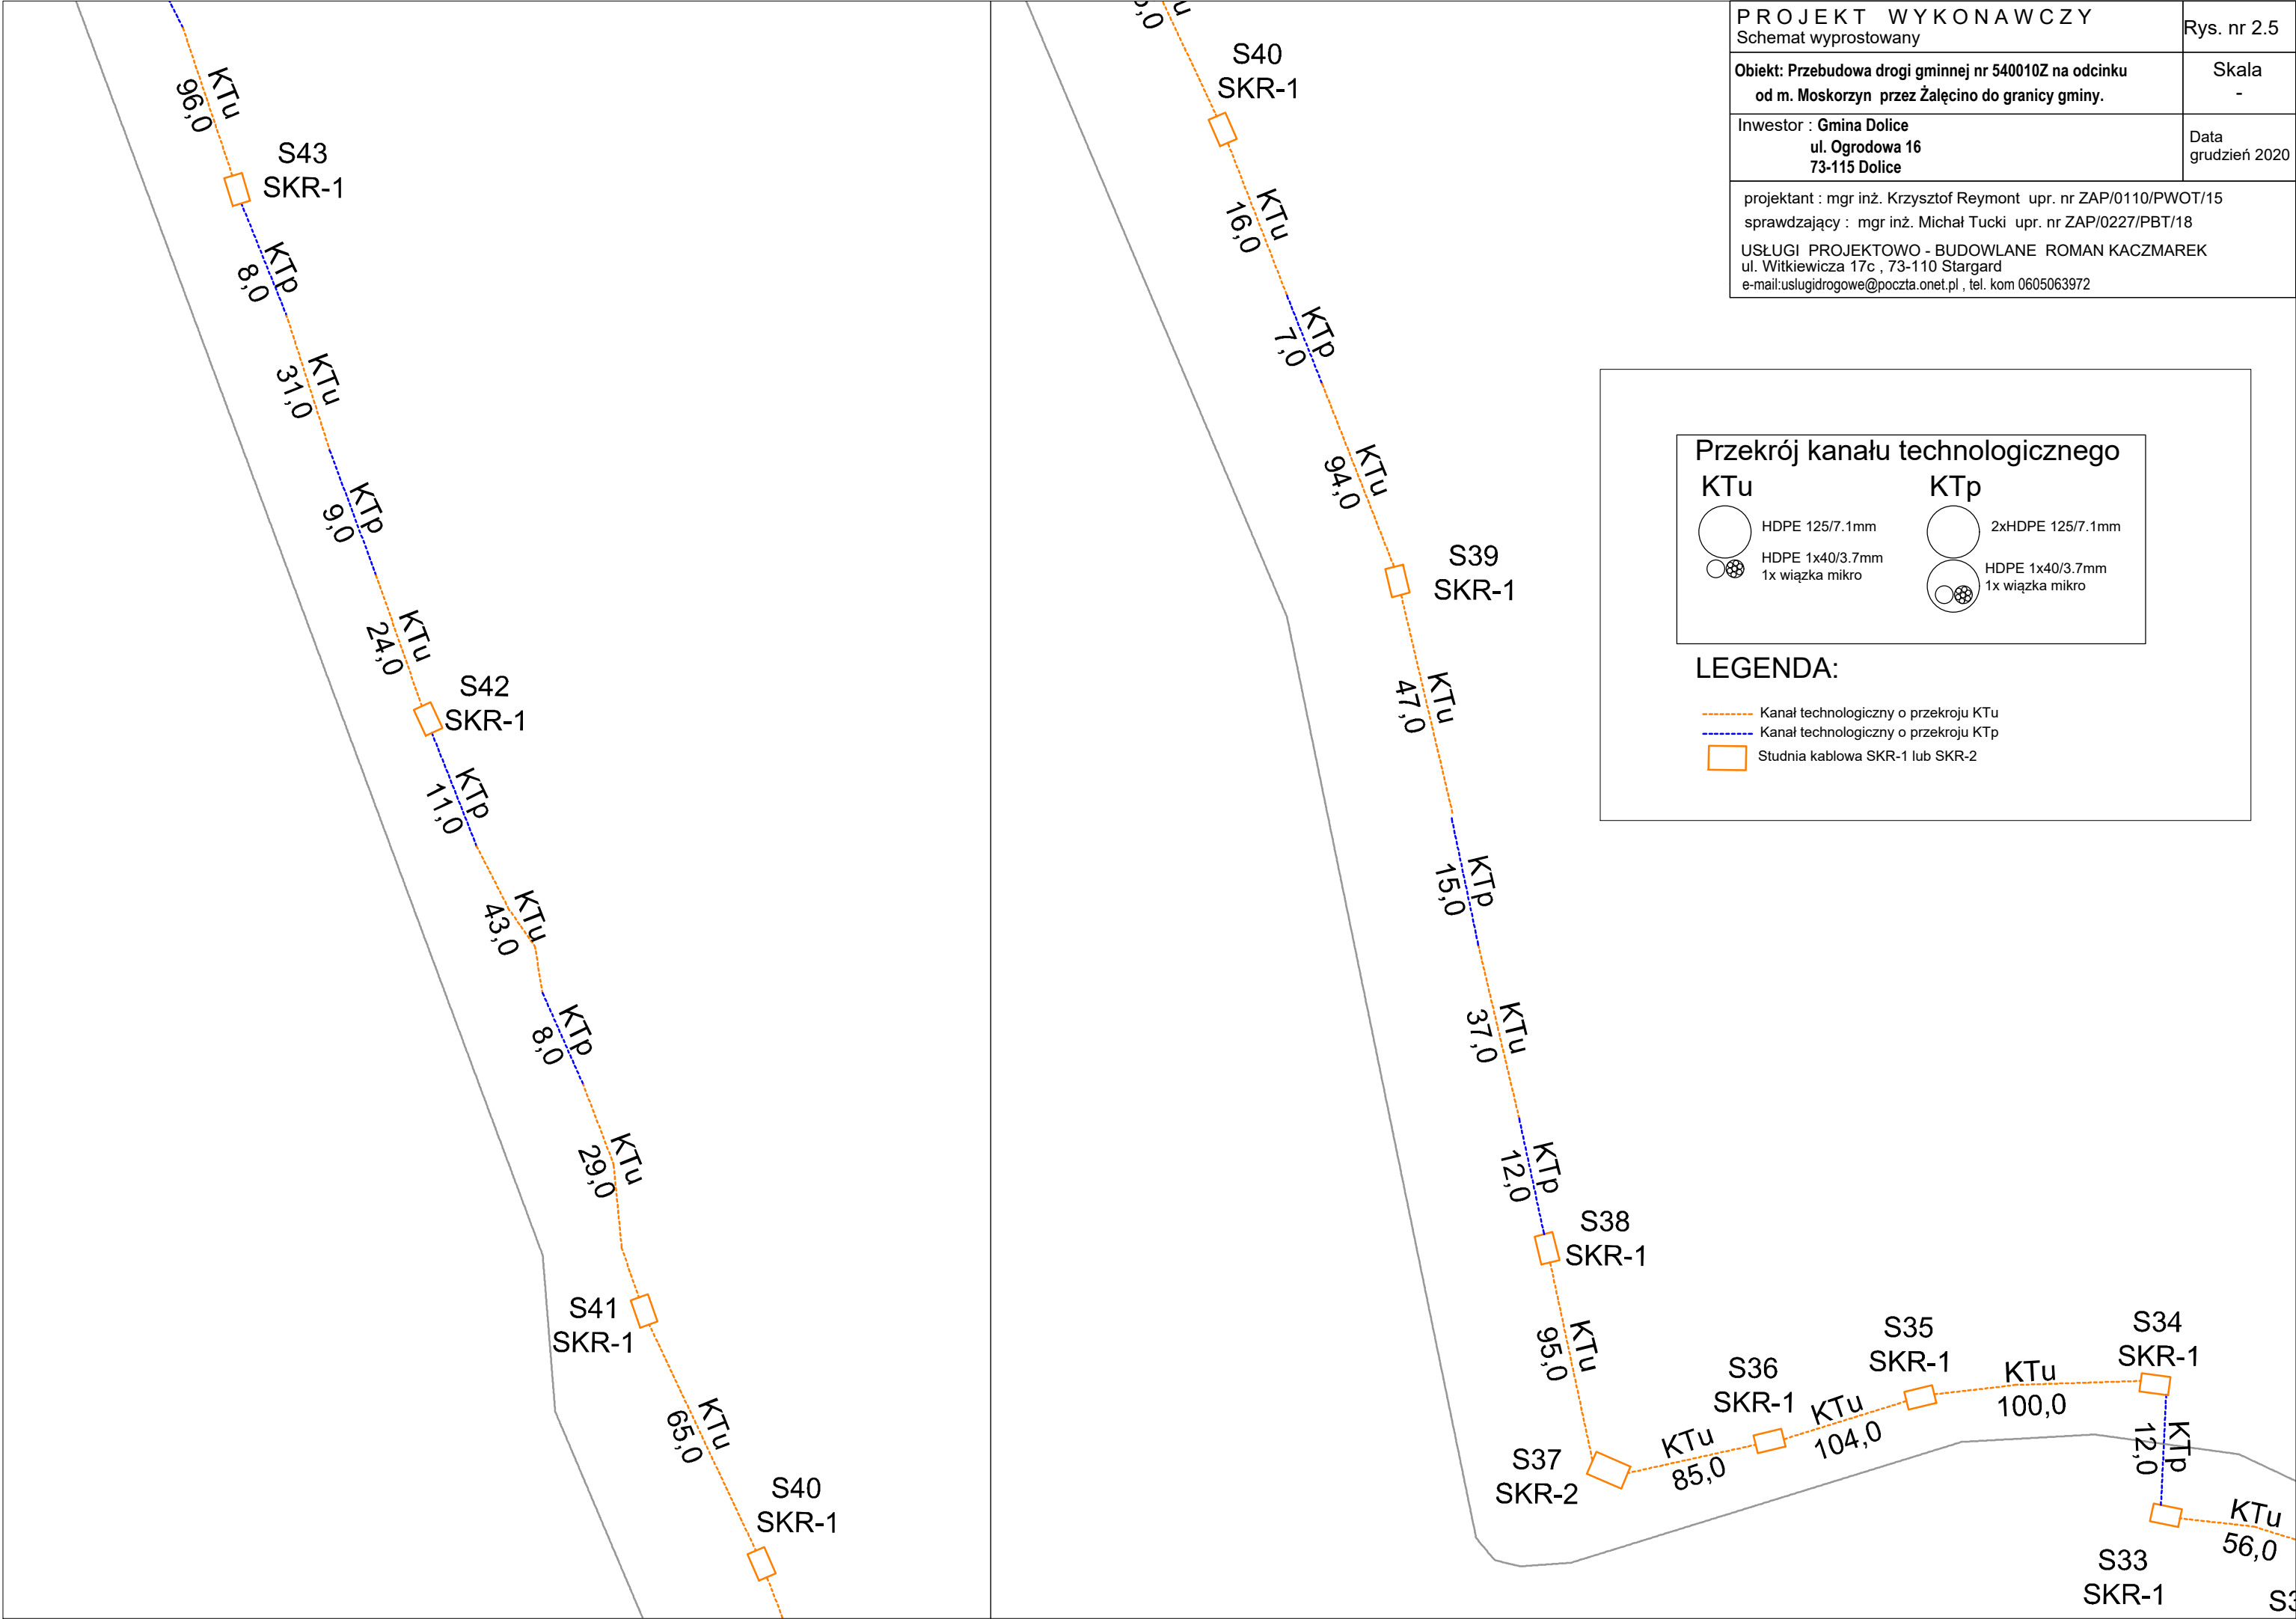 KTu
96,0
S43
SKR-1
KTp
8,0
KTu
31,0
KTp
9,0
KTu
24,0
S42
SKR-1
KTp
11,0
KTu
43,0
KTp
8,0
KTu
29,0
S41
SKR-1
KTu
65,0
S40
SKR-1
S40
SKR-1
KTu
16,0
KTp
7,0
KTu
94,0
S39
SKR-1
KTu
47,0
KTp
15,0
KTu
37,0
KTp
12,0
S38
SKR-1
KTu
95,0
S37
SKR-2
KTu
85,0
S36
SKR-1
KTu
104,0
S35
SKR-1
KTu
100,0
S34
SKR-1
KTp
12,0
S33
SKR-1
KTu
56,0
PROJEKT WYKONAWCZY
Schemat wyprostowany
Rys. nr 2.5
Obiekt: Przebudowa drogi gminnej nr 540010Z na odcinku
od m. Moskorzyn przez Żalęcino do granicy gminy.
Skala
-
Inwestor : Gmina Dolice
ul. Ogrodowa 16
73-115 Dolice
Data
grudzień 2020
projektant : mgr inż. Krzysztof Reymont upr. nr ZAP/0110/PWOT/15
sprawdzający : mgr inż. Michał Tucki upr. nr ZAP/0227/PBT/18
USŁUGI PROJEKTOWO - BUDOWLANE ROMAN KACZMAREK
ul. Witkiewicza 17c , 73-110 Stargard
e-mail:uslugidrogowe@poczta.onet.pl , tel. kom 0605063972
Przekrój kanału technologicznego
KTu
HDPE 125/7.1mm
HDPE 1x40/3.7mm
1x wiązka mikro
KTp
2xHDPE 125/7.1mm
HDPE 1x40/3.7mm
1x wiązka mikro
LEGENDA:
Kanał technologiczny o przekroju KTu
Kanał technologiczny o przekroju KTp
Studnia kablowa SKR-1 lub SKR-2